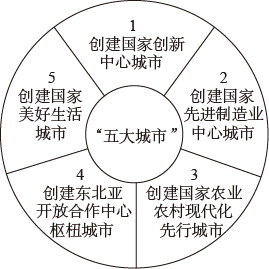 1
创建国家创新
中心城市
2
创建国家
先进制造业
中心城市
3
创建国家农业
农村现代化
先行城市
4
创建东北亚
开放合作中心
枢纽城市
5
创建国家
美好生活
城市
“五大城市”